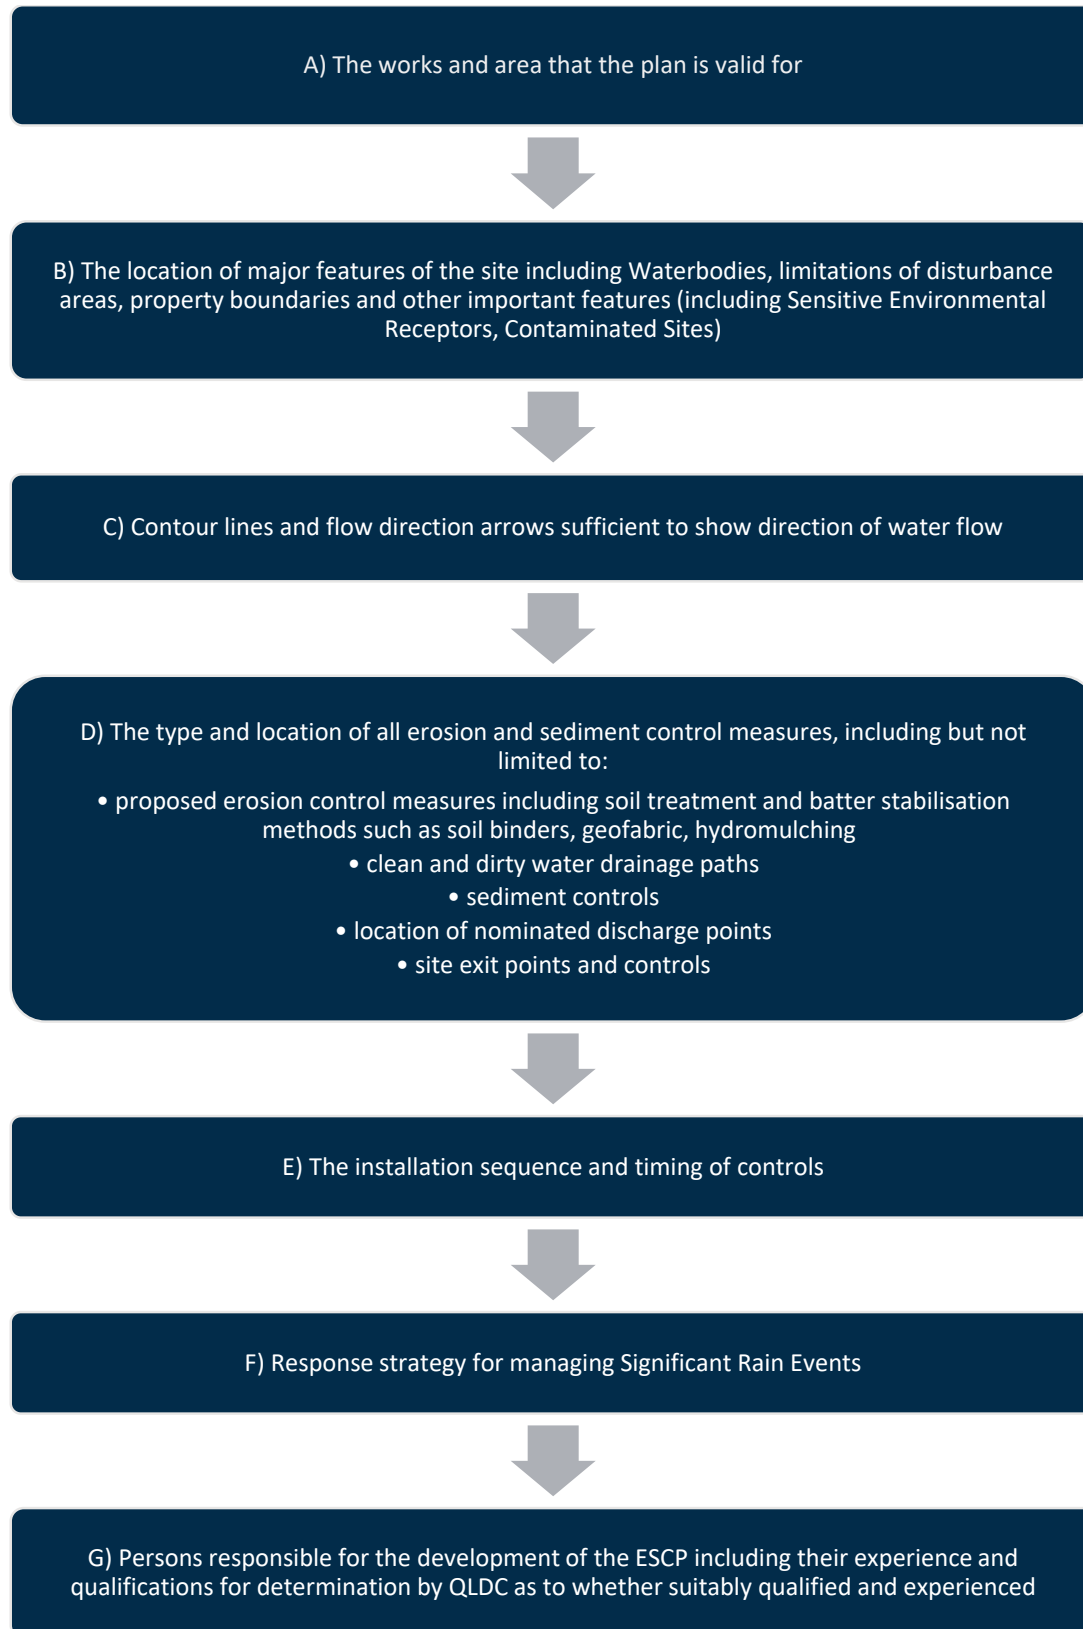 A) The works and area that the plan is valid for
B) The location of major features of the site including Waterbodies, limitations of disturbance
areas, property boundaries and other important features (including Sensitive Environmental
Receptors, Contaminated Sites)
C) Contour lines and flow direction arrows sufficient to show direction of water flow
D) The type and location of all erosion and sediment control measures, including but not
limited to:
• proposed erosion control measures including soil treatment and batter stabilisation
methods such as soil binders, geofabric, hydromulching
• clean and dirty water drainage paths
• sediment controls
• location of nominated discharge points
• site exit points and controls
E) The installation sequence and timing of controls
F) Response strategy for managing Significant Rain Events
G) Persons responsible for the development of the ESCP including their experience and
qualifications for determination by QLDC as to whether suitably qualified and experienced